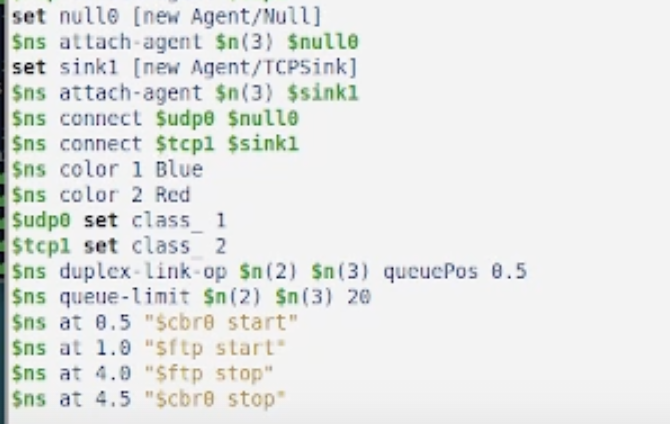 set null0 [new Agent/Null]
$ns attach-agent $n(3) $null0
set sink1 [new Agent/TCPSink]
$ns attach-agent $n(3) $sink1
$ns connect $udp0 $null0
$ns connect $tcp1 $sink1
$ns color 1 Blue
$ns color 2 Red
$udp0 set class_ 1
$tcp1 set class_ 2
$ns duplex-link-op $n(2) $n(3) queuePos 0.5
$ns queue-limit $n(2) $n(3) 20
$ns at 0.5 "$cbr0 start"
$ns at 1.0 "$ftp start"
$ns at 4.0 "$ftp stop"
$ns at 4.5 "$cbr0 stop"